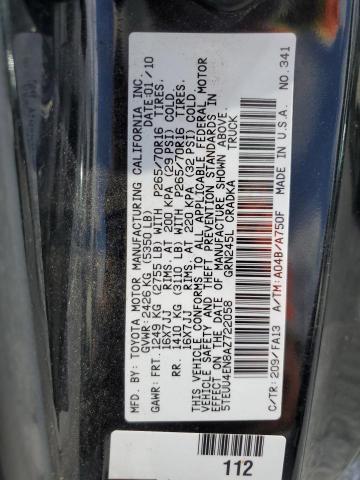 MFD. BY: TOYOTA MOTOR MANUFACTURING CALIFORNIA INC.
DATE: 01/10
GVWR: 2426 KG (5350 LB)
GAWR: FRT. 1249 KG (2755 LB) WITH P265/70R16 TIRES.
16X7JJ RIMS. AT 200 KPA (29 PSI) COLD.
RR. 1410 KG (3110 LB) WITH P265/70R16 TIRES.
16X7JJ RIMS. AT 220 KPA (32 PSI) COLD.
THIS VEHICLE CONFORMS TO ALL APPLICABLE FEDERAL MOTOR
VEHICLE SAFETY AND THEFT PREVENTION STANDARDS IN
EFFECT ON THE DATE OF MANUFACTURE SHOWN ABOVE.
5TEUU4EN8AZ722058 TRUCK
GRN245L CRADKA
C/TR: 209/FA13 A/TM: A04B/A750F MADE IN U.S.A. NO. 341
112